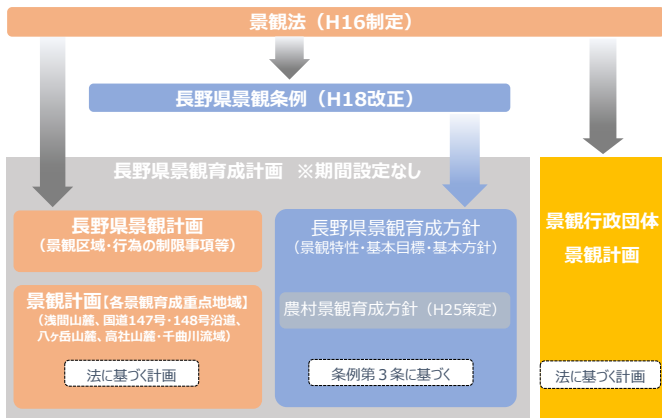 景観法（H16制定）
長野県景観条例（H18改正）
長野県景観育成計画 ※期間設定なし
長野県景観計画
（景観区域・行為の制限事項等）
景観計画【各景観育成重点地域】
（浅間山麓、国道147号・148号沿道、
八ヶ岳山麓、高社山麓・千曲川流域）
法に基づく計画
長野県景観育成方針
（景観特性・基本目標・基本方針）
農村景観育成方針（H25策定）
条例第３条に基づく
景観行政団体
景観計画
法に基づく計画